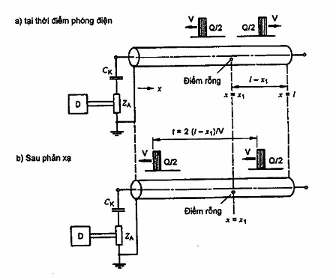 a) tại thời điểm phóng điện
V
Q/2
Q/2
V
C_K
x
Điểm rỗng
l - x₁
D
Z_A
x = x₁
x = l
t = 2 (l - x₁)/V
b) Sau phản xạ
V
Q/2
V
Q/2
C_K
Điểm rỗng
D
Z_A
x = x₁